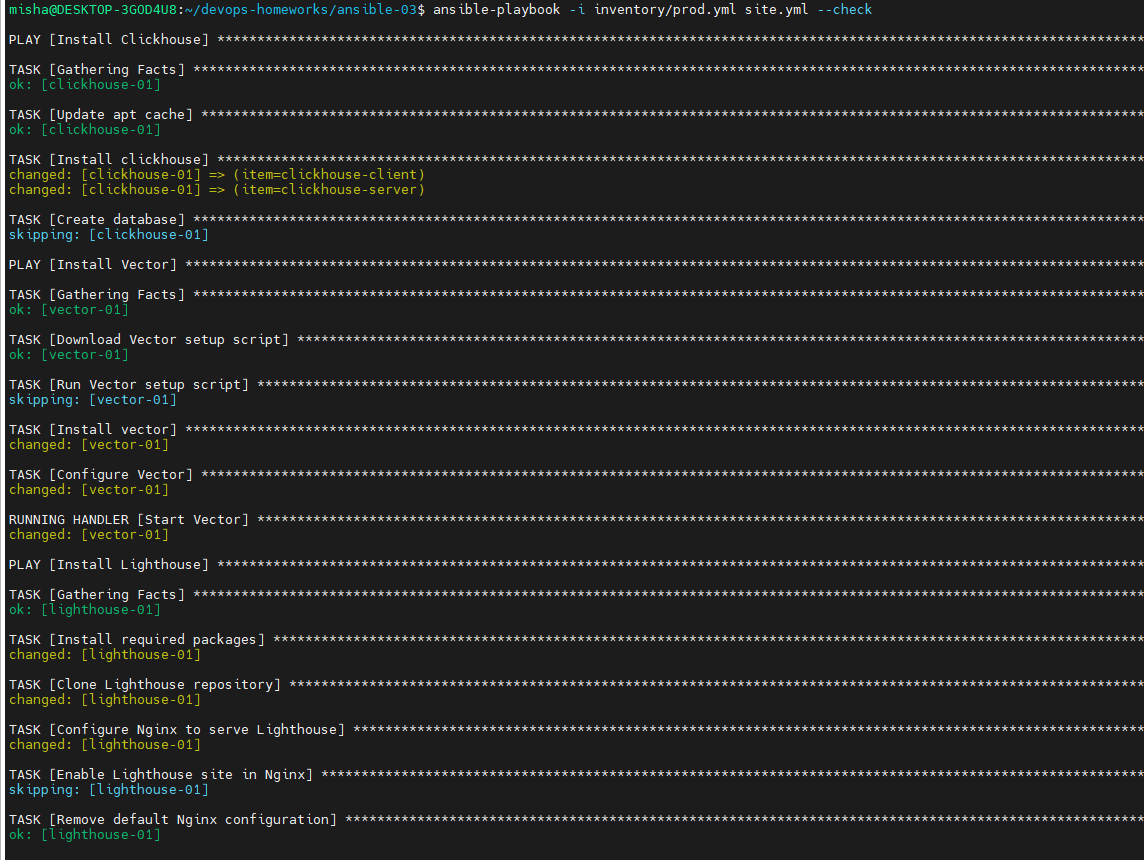 misha@DESKTOP-3GOD4U8:~/devops-homeworks/ansible-03$ ansible-playbook -i inventory/prod.yml site.yml --check
PLAY [Install Clickhouse] ********************************************************************************************************************
TASK [Gathering Facts] ***********************************************************************************************************************
ok: [clickhouse-01]
TASK [Update apt cache] **********************************************************************************************************************
ok: [clickhouse-01]
TASK [Install clickhouse] ********************************************************************************************************************
changed: [clickhouse-01] => (item=clickhouse-client)
changed: [clickhouse-01] => (item=clickhouse-server)
TASK [Create database] ***********************************************************************************************************************
skipping: [clickhouse-01]
PLAY [Install Vector] ************************************************************************************************************************
TASK [Gathering Facts] ***********************************************************************************************************************
ok: [vector-01]
TASK [Download Vector setup script] **********************************************************************************************************
ok: [vector-01]
TASK [Run Vector setup script] ***************************************************************************************************************
skipping: [vector-01]
TASK [Install vector] ************************************************************************************************************************
changed: [vector-01]
TASK [Configure Vector] **********************************************************************************************************************
changed: [vector-01]
RUNNING HANDLER [Start Vector] ***************************************************************************************************************
changed: [vector-01]
PLAY [Install Lighthouse] ********************************************************************************************************************
TASK [Gathering Facts] ***********************************************************************************************************************
ok: [lighthouse-01]
TASK [Install required packages] *************************************************************************************************************
changed: [lighthouse-01]
TASK [Clone Lighthouse repository] ***********************************************************************************************************
changed: [lighthouse-01]
TASK [Configure Nginx to serve Lighthouse] ***************************************************************************************************
changed: [lighthouse-01]
TASK [Enable Lighthouse site in Nginx] *******************************************************************************************************
skipping: [lighthouse-01]
TASK [Remove default Nginx configuration] ****************************************************************************************************
ok: [lighthouse-01]